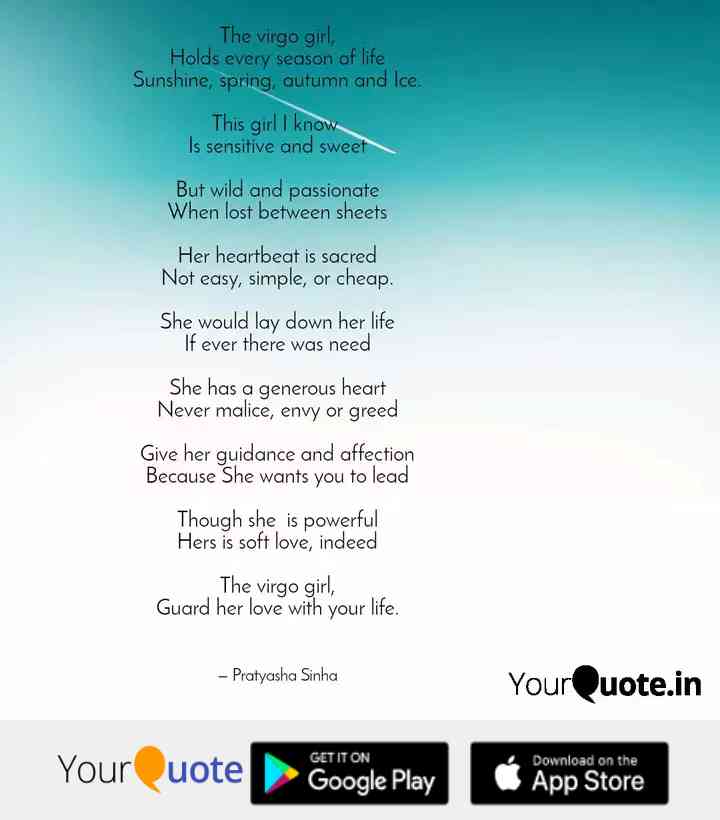 The virgo girl,
Holds every season of life
Sunshine, spring, autumn and Ice.
This girl I know
Is sensitive and sweet
But wild and passionate
When lost between sheets
Her heartbeat is sacred
Not easy, simple, or cheap.
She would lay down her life
If ever there was need
She has a generous heart
Never malice, envy or greed
Give her guidance and affection
Because She wants you to lead
Though she is powerful
Hers is soft love, indeed
The virgo girl,
Guard her love with your life.
– Pratyasha Sinha
YourQuote.in
YourQuote
GET IT ON
Google Play
Download on the
App Store